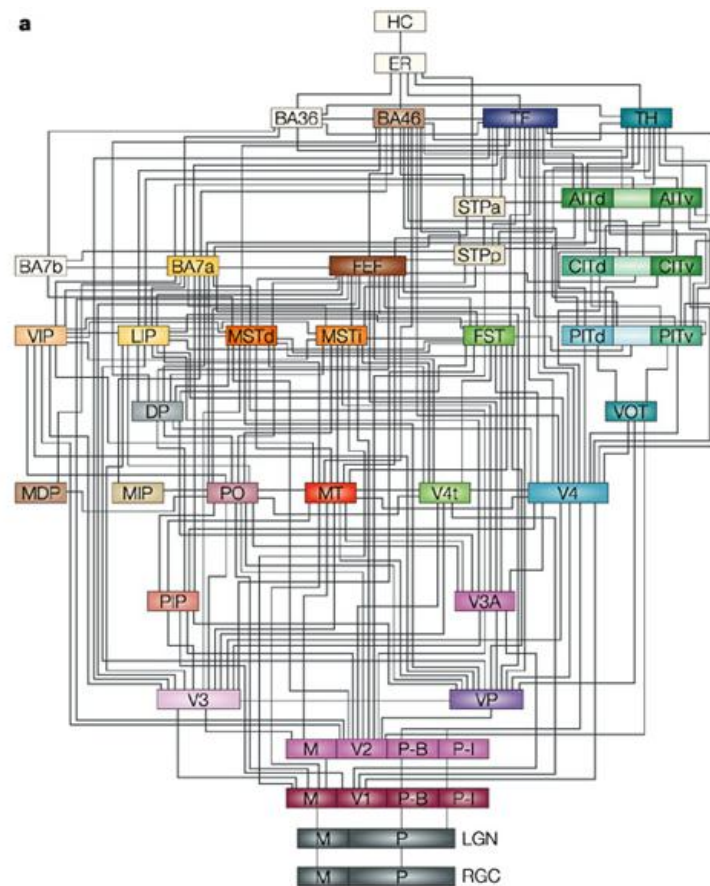 a
HC
ER
BA36 BA46 TF TH
AITd AITv
STPa
STPp
BA7b BA7a FEF CITd CITv
VIP LIP MSTd MSTi FST PITd PITv
DP VOT
MDP MIP PO MT V4t V4
PIP V3A
V3 VP
M V2 P-B P-I
M V1 P-B P-I
M P LGN
M P RGC